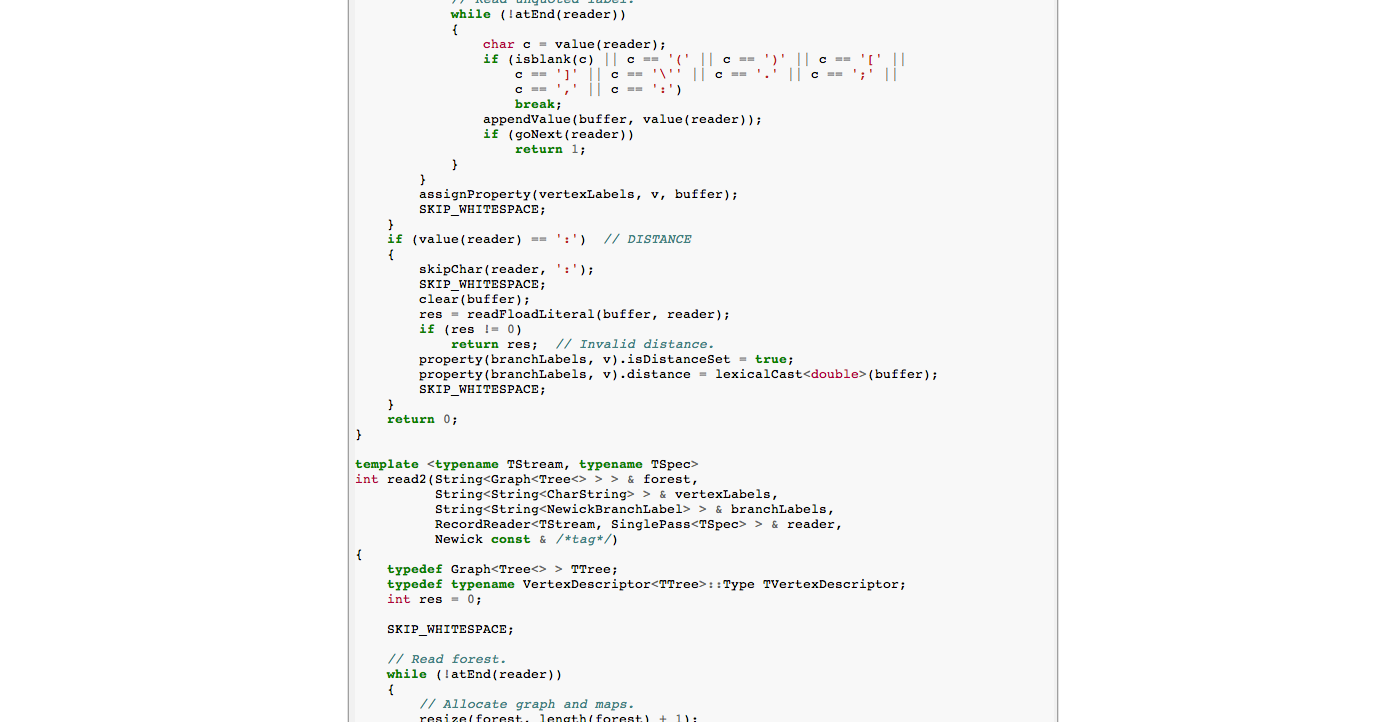 // Read unquoted label.
while (!atEnd(reader))
{
char c = value(reader);
if (isblank(c) || c == '(' || c == ')' || c == '[' ||
c == ']' || c == '\'' || c == '.' || c == ';' ||
c == ',' || c == ':')
break;
appendValue(buffer, value(reader));
if (goNext(reader))
return 1;
}
}
assignProperty(vertexLabels, v, buffer);
SKIP_WHITESPACE;
}
if (value(reader) == ':')  // DISTANCE
{
skipChar(reader, ':');
SKIP_WHITESPACE;
clear(buffer);
res = readFloadLiteral(buffer, reader);
if (res != 0)
return res;  // Invalid distance.
property(branchLabels, v).isDistanceSet = true;
property(branchLabels, v).distance = lexicalCast<double>(buffer);
SKIP_WHITESPACE;
}
return 0;
}
template <typename TStream, typename TSpec>
int read2(String<Graph<Tree<> > > & forest,
String<String<CharString> > & vertexLabels,
String<String<NewickBranchLabel> > & branchLabels,
RecordReader<TStream, SinglePass<TSpec> > & reader,
Newick const & /*tag*/)
{
typedef Graph<Tree<> > TTree;
typedef typename VertexDescriptor<TTree>::Type TVertexDescriptor;
int res = 0;
SKIP_WHITESPACE;
// Read forest.
while (!atEnd(reader))
{
// Allocate graph and maps.
resize(forest, length(forest) + 1);